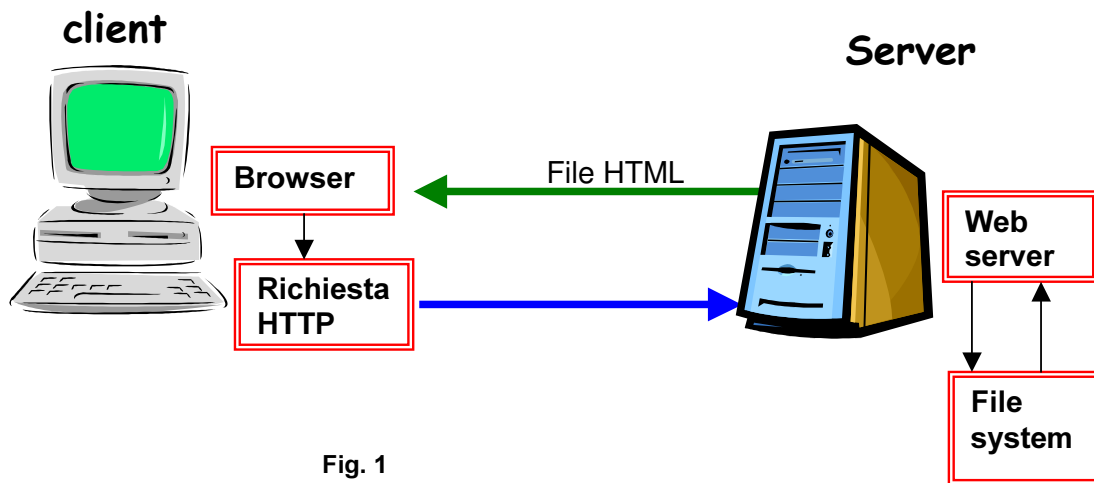 client
Server
Browser
File HTML
Richiesta
HTTP
Web
server
File
system
Fig. 1